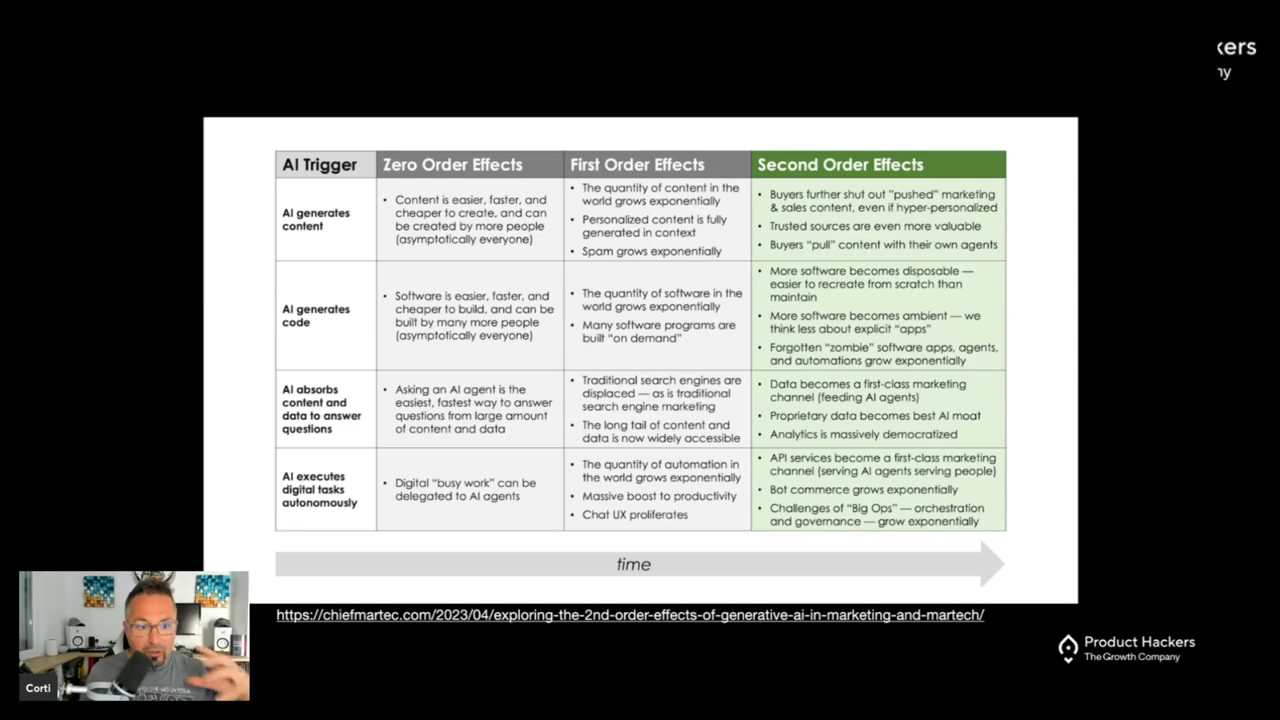 kers
ny
AI Trigger
Zero Order Effects
First Order Effects
Second Order Effects
AI generates
content
• Content is easier, faster, and
cheaper to create, and can
be created by more people
(asymptotically everyone)
• The quantity of content in the
world grows exponentially
• Personalized content is fully
generated in context
• Spam grows exponentially
• Buyers further shut out "pushed" marketing
& sales content, even if hyper-personalized
• Trusted sources are even more valuable
• Buyers “pull” content with their own agents
AI generates
code
• Software is easier, faster, and
cheaper to build, and can be
built by many more people
(asymptotically everyone)
• The quantity of software in the
world grows exponentially
• Many software programs are
built “on demand”
• More software becomes disposable —
easier to recreate from scratch than
maintain
• More software becomes ambient — we
think less about explicit “apps”
• Forgotten “zombie” software apps, agents,
and automations grow exponentially
AI absorbs
content and
data to answer
questions
• Asking an AI agent is the
easiest, fastest way to answer
questions from large amount
of content and data
• Traditional search engines are
displaced — as is traditional
search engine marketing
• The long tail of content and
data is now widely accessible
• Data becomes a first-class marketing
channel (feeding AI agents)
• Proprietary data becomes best AI moat
• Analytics is massively democratized
AI executes
digital tasks
autonomously
• Digital “busy work” can be
delegated to AI agents
• The quantity of automation in
the world grows exponentially
• Massive boost to productivity
• Chat UX proliferates
• API services become a first-class marketing
channel (serving AI agents serving people)
• Bot commerce grows exponentially
• Challenges of “Big Ops” — orchestration
and governance — grow exponentially
time
https://chiefmartec.com/2023/04/exploring-the-2nd-order-effects-of-generative-ai-in-marketing-and-martech/
Product Hackers
The Growth Company
Corti